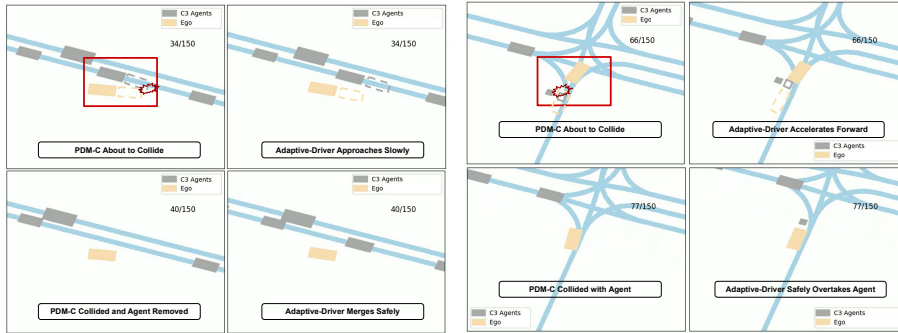 C3 Agents
Ego
34/150
PDM-C About to Collide
C3 Agents
Ego
34/150
Adaptive-Driver Approaches Slowly
C3 Agents
Ego
40/150
PDM-C Collided and Agent Removed
C3 Agents
Ego
40/150
Adaptive-Driver Merges Safely
C3 Agents
Ego
66/150
PDM-C About to Collide
66/150
Adaptive-Driver Accelerates Forward
C3 Agents
Ego
77/150
PDM-C Collided with Agent
C3 Agents
Ego
77/150
Adaptive-Driver Safely Overtakes Agent
C3 Agents
Ego